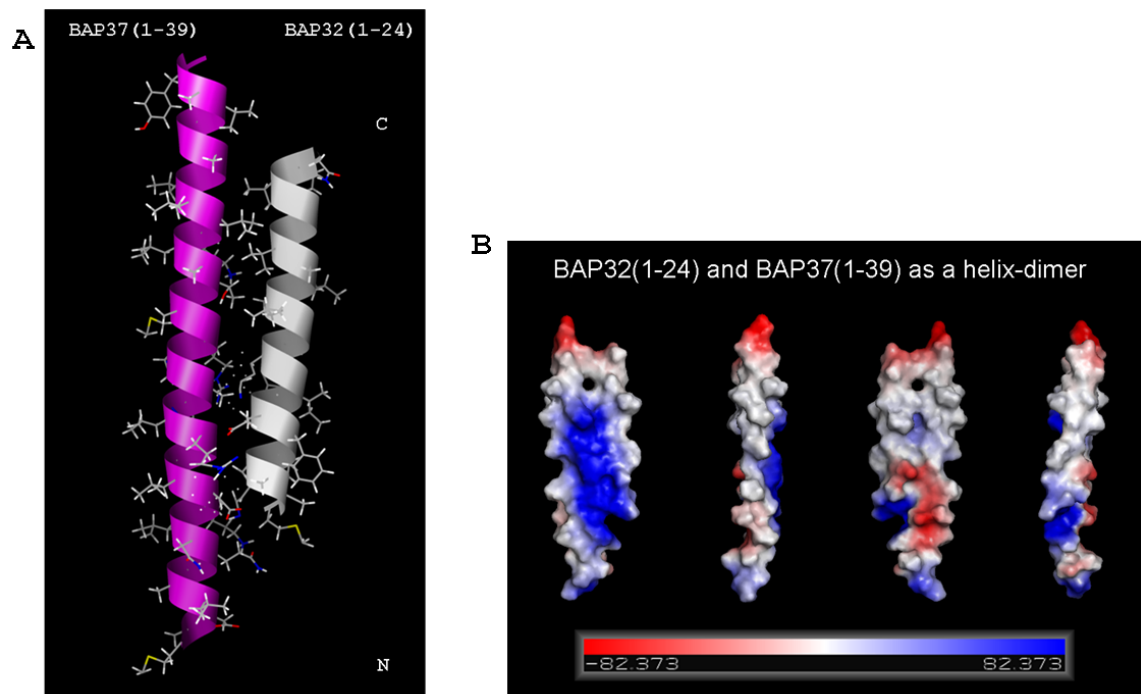 A
BAP37(1-39) BAP32(1-24)
C
N
B
BAP32(1-24) and BAP37(1-39) as a helix-dimer
-82.373 82.373